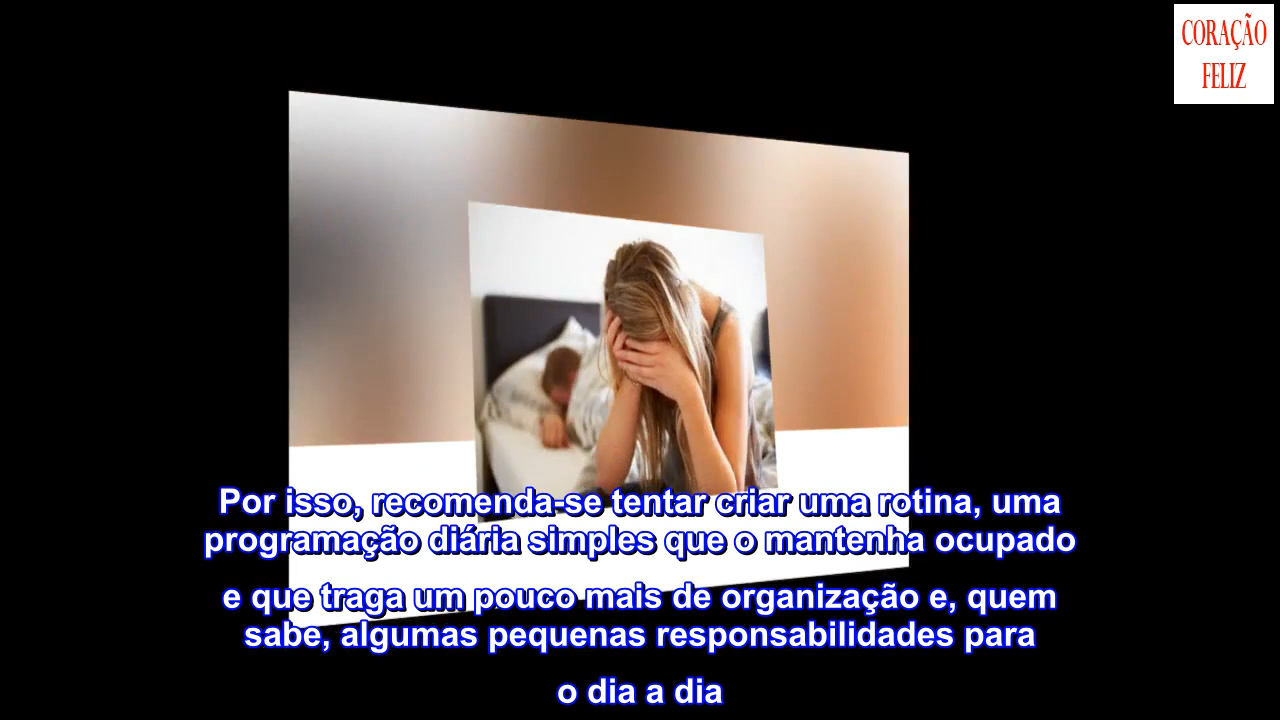 CORAÇÃO
FELIZ
Por isso, recomenda-se tentar criar uma rotina, uma
programação diária simples que o mantenha ocupado
e que traga um pouco mais de organização e, quem
sabe, algumas pequenas responsabilidades para
o dia a dia